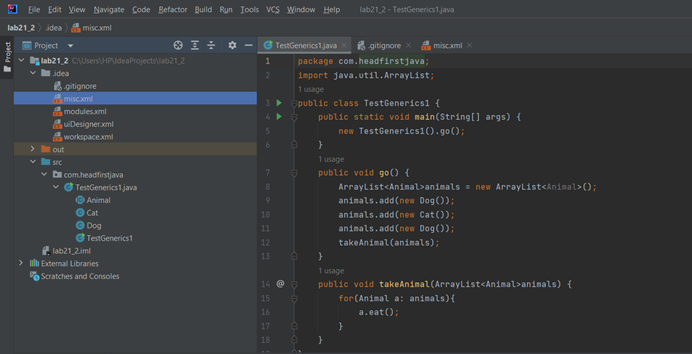 File Edit View Navigate Code Refactor Build Run Tools VCS Window Help lab21_2 - TestGenerics1.java
lab21_2 .idea misc.xml
Project
Project
lab21_2 C:\Users\HP\IdeaProjects\lab21_2
.idea
.gitignore
misc.xml
modules.xml
uiDesigner.xml
workspace.xml
out
src
com.headfirstjava
TestGenerics1.java
Animal
Cat
Dog
TestGenerics1
lab21_2.iml
External Libraries
Scratches and Consoles
TestGenerics1.java .gitignore misc.xml
1 package com.headfirstjava;
2 import java.util.ArrayList;
1 usage
3 public class TestGenerics1 {
4 public static void main(String[] args) {
5 new TestGenerics1().go();
6 }
1 usage
7 public void go() {
8 ArrayList<Animal>animals = new ArrayList<Animal>();
9 animals.add(new Dog());
10 animals.add(new Cat());
11 animals.add(new Dog());
12 takeAnimal(animals);
13 }
1 usage
14 @ public void takeAnimal(ArrayList<Animal>animals) {
15 for(Animal a: animals){
16 a.eat();
17 }
18 }